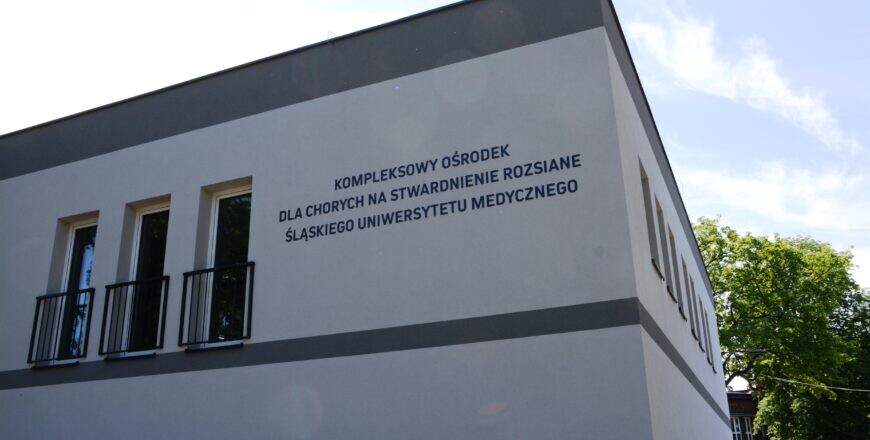 KOMPLEKSOWY OŚRODEK
DLA CHORYCH NA STWARDNIENIE ROZSIANE
ŚLĄSKIEGO UNIWERSYTETU MEDYCZNEGO